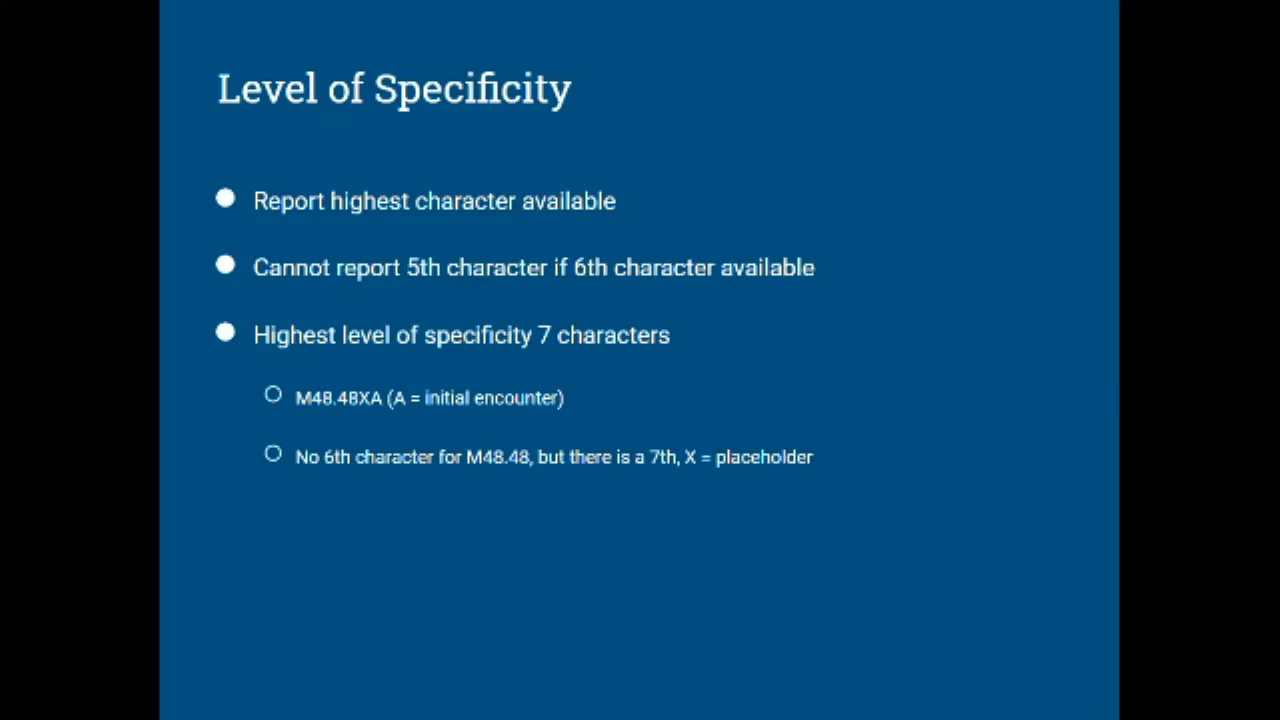 Level of Specificity
Report highest character available
Cannot report 5th character if 6th character available
Highest level of specificity 7 characters
M48.48XA (A = initial encounter)
No 6th character for M48.48, but there is a 7th, X = placeholder